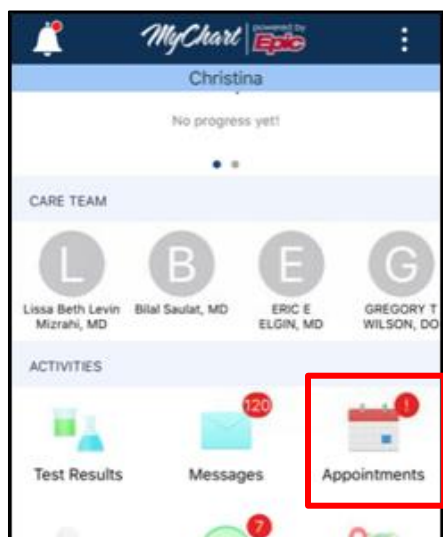 MyChart powered by Epic
Christina
No progress yet!
CARE TEAM
L B E G
Lissa Beth Levin Bilal Saulat, MD ERIC E GREGORY T
Mizrahi, MD ELGIN, MD WILSON, DO
ACTIVITIES
120 !
Test Results Messages Appointments
7